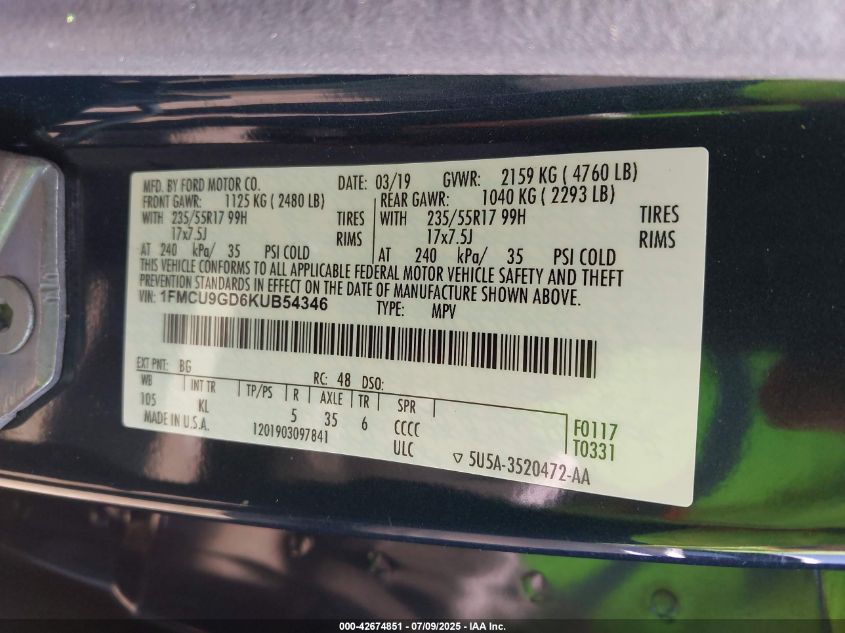 MFD. BY FORD MOTOR CO. DATE: 03/19 GVWR: 2159 KG ( 4760 LB)
FRONT GAWR: 1125 KG ( 2480 LB) REAR GAWR: 1040 KG ( 2293 LB)
WITH 235/55R17 99H TIRES WITH 235/55R17 99H TIRES
17x7.5J RIMS 17x7.5J RIMS
AT 240 kPa/ 35 PSI COLD AT 240 kPa/ 35 PSI COLD
THIS VEHICLE CONFORMS TO ALL APPLICABLE FEDERAL MOTOR VEHICLE SAFETY AND THEFT
PREVENTION STANDARDS IN EFFECT ON THE DATE OF MANUFACTURE SHOWN ABOVE.
VIN: 1FMCU9GD6KUB54346 TYPE: MPV
EXT PNT: BG RC: 48 DSO:
WB INT TR TP/PS R AXLE TR SPR
105 KL 5 35 6 CCCC F0117
MADE IN U.S.A. 1201903097841 ULC T0331
5U5A-3520472-AA
000-42674851 | 07/09/2025 - IAA Inc.